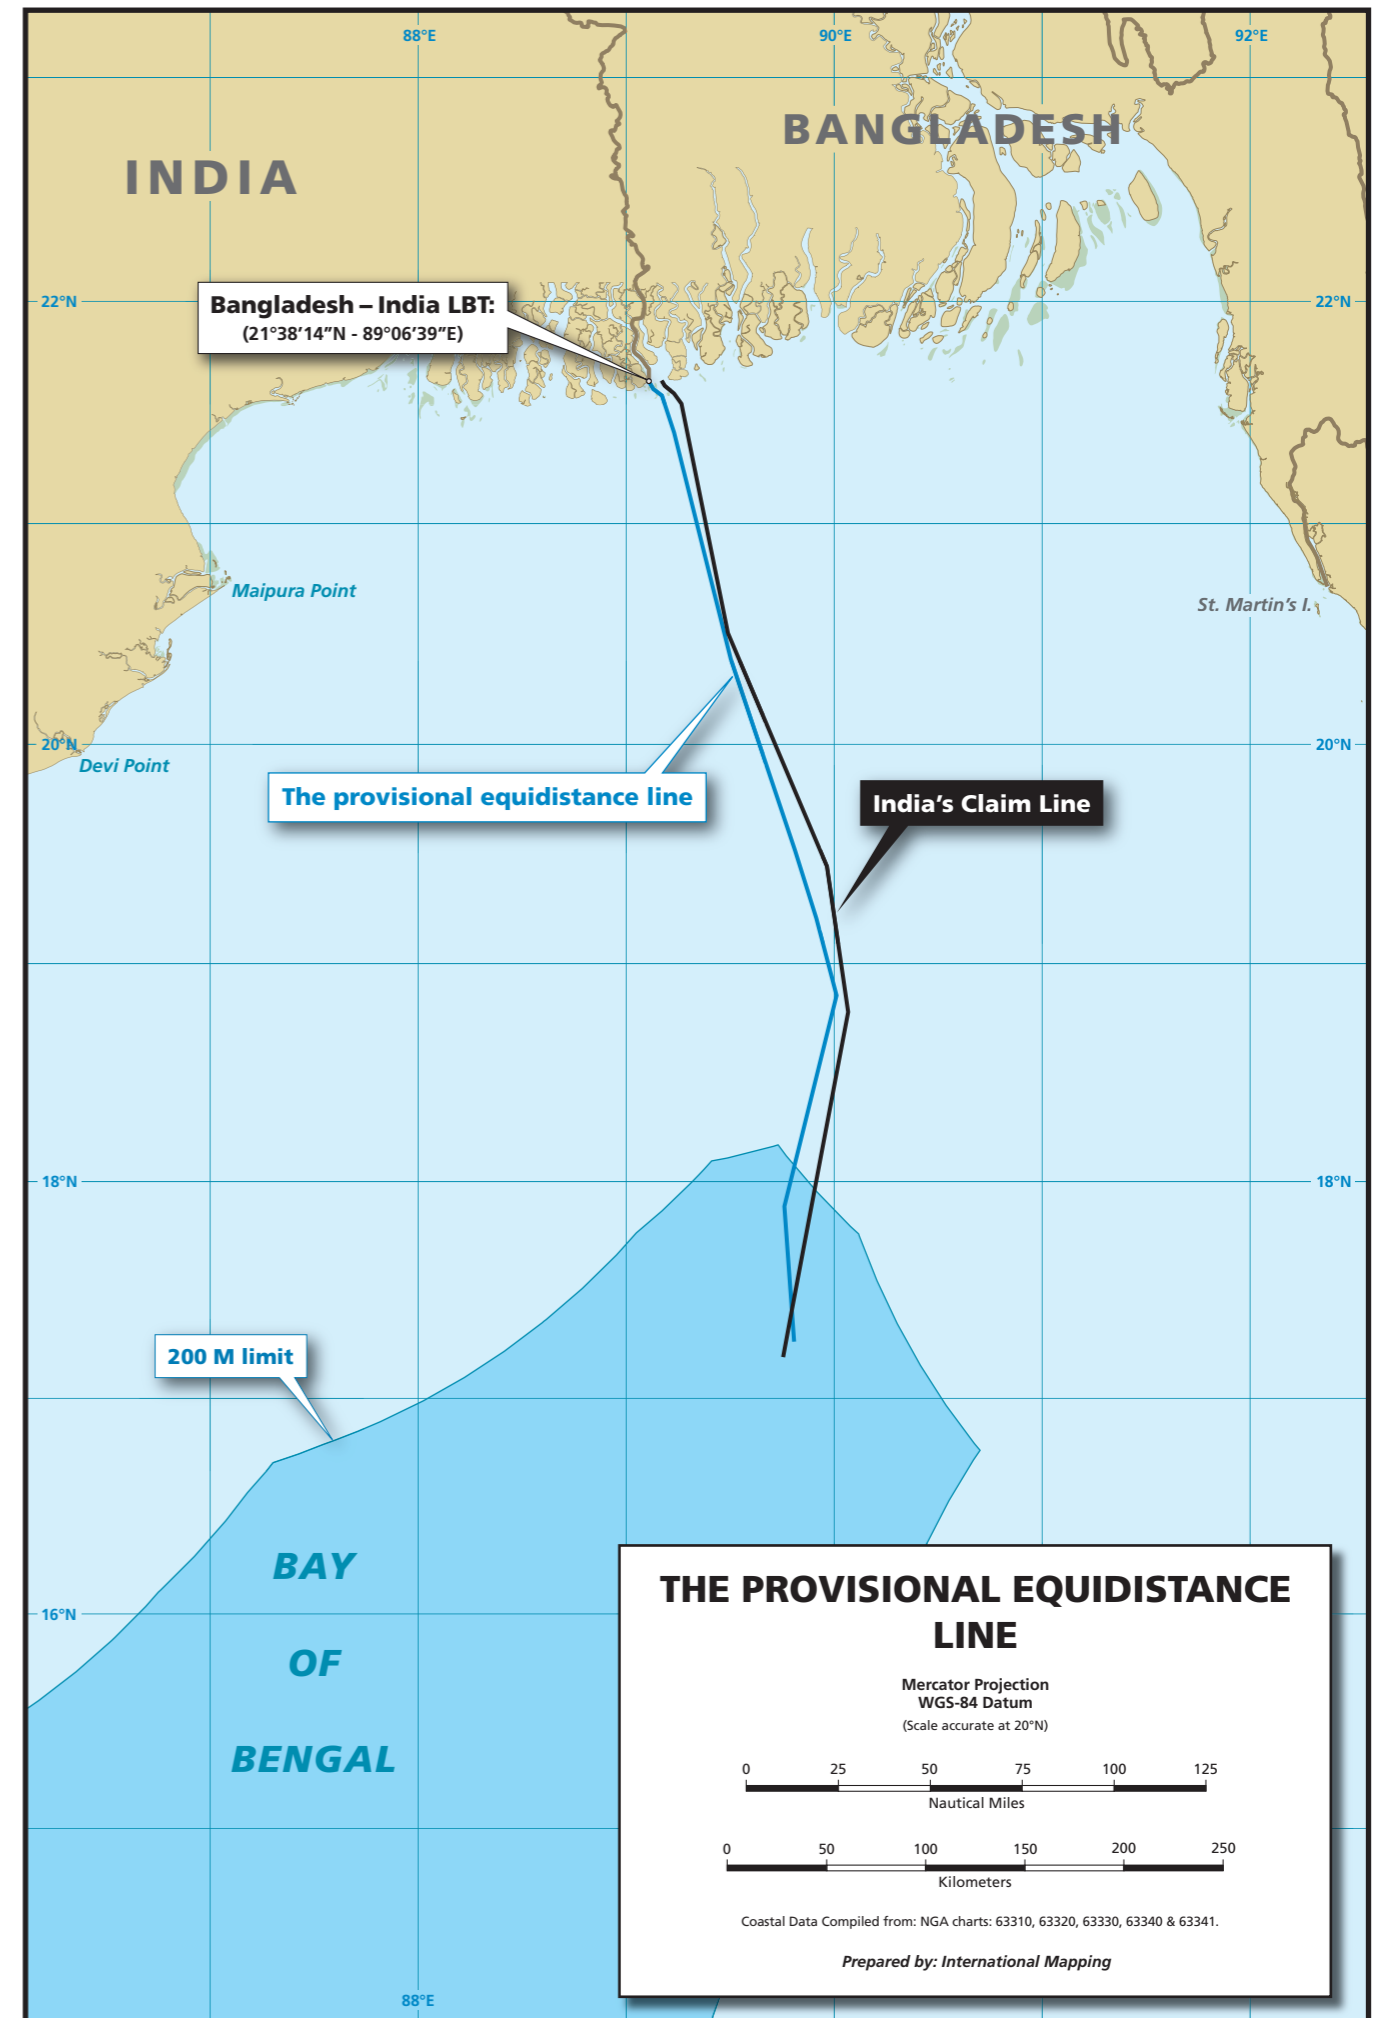 88°E
90°E
92°E
BANGLADESH
INDIA
22°N
22°N
Bangladesh – India LBT:
(21°38'14"N - 89°06'39"E)
Maipura Point
St. Martin's I.
20°N
20°N
Devi Point
The provisional equidistance line
India's Claim Line
18°N
18°N
200 M limit
BAY
OF
BENGAL
16°N
THE PROVISIONAL EQUIDISTANCE
LINE
Mercator Projection
WGS-84 Datum
(Scale accurate at 20°N)
0 25 50 75 100 125
Nautical Miles
0 50 100 150 200 250
Kilometers
Coastal Data Compiled from: NGA charts: 63310, 63320, 63330, 63340 & 63341.
Prepared by: International Mapping
88°E